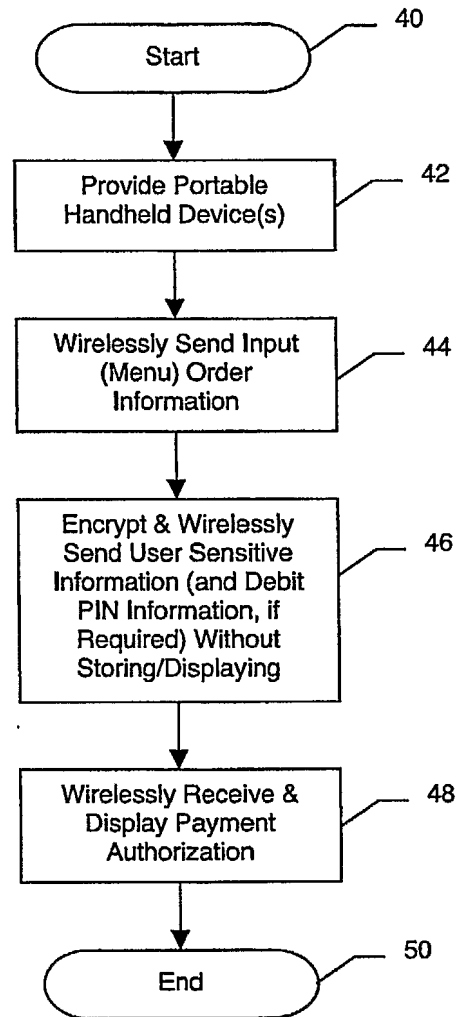 40
Start
42
Provide Portable
Handheld Device(s)
44
Wirelessly Send Input
(Menu) Order
Information
46
Encrypt & Wirelessly
Send User Sensitive
Information (and Debit
PIN Information, if
Required) Without
Storing/Displaying
48
Wirelessly Receive &
Display Payment
Authorization
50
End